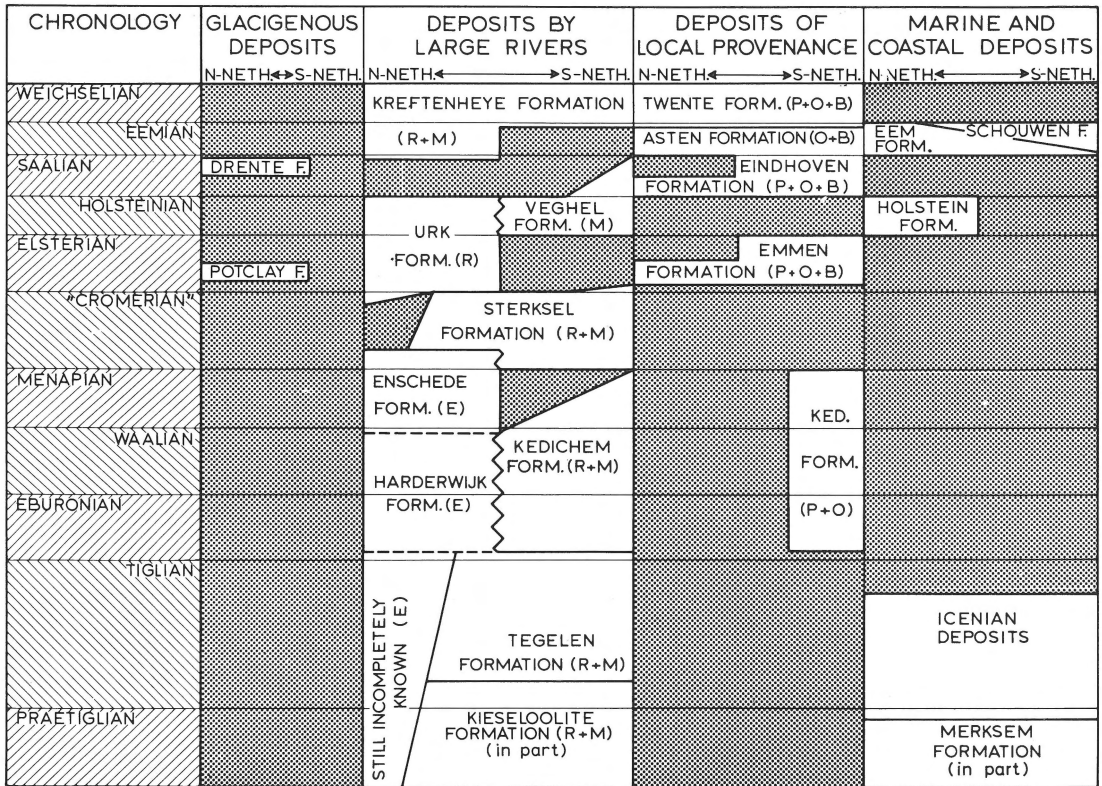 CHRONOLOGY
GLACIGENOUS
DEPOSITS
DEPOSITS BY
LARGE RIVERS
DEPOSITS OF
LOCAL PROVENANCE
MARINE AND
COASTAL DEPOSITS
N-NETH.↔S-NETH.
N-NETH.↔S-NETH.
N-NETH.↔S-NETH.
N-NETH.↔S-NETH.
WEICHSELIAN
KREFTENHEYE FORMATION
TWENTE FORM. (P+O+B)
EEMIAN
(R+M)
ASTEN FORMATION (O+B)
EEM
FORM.
SCHOUWEN F.
SAALIAN
DRENTE F.
EINDHOVEN
FORMATION (P+O+B)
HOLSTEINIAN
URK
FORM. (R)
VEGHEL
FORM. (M)
HOLSTEIN
FORM.
ELSTERIAN
POTCLAY F.
EMMEN
FORMATION (P+O+B)
"CROMERIAN"
STERKSEL
FORMATION (R+M)
MENAPIAN
ENSCHEDE
FORM. (E)
KED.
FORM.
(P+O)
WAALIAN
KEDICHEM
FORM. (R+M)
HARDERWIJK
FORM. (E)
EBURONIAN
TIGLIAN
STILL INCOMPLETELY
KNOWN (E)
TEGELEN
FORMATION (R+M)
ICENIAN
DEPOSITS
PRAETIGLIAN
KIESELOOLITE
FORMATION (R+M)
(in part)
MERKSEM
FORMATION
(in part)